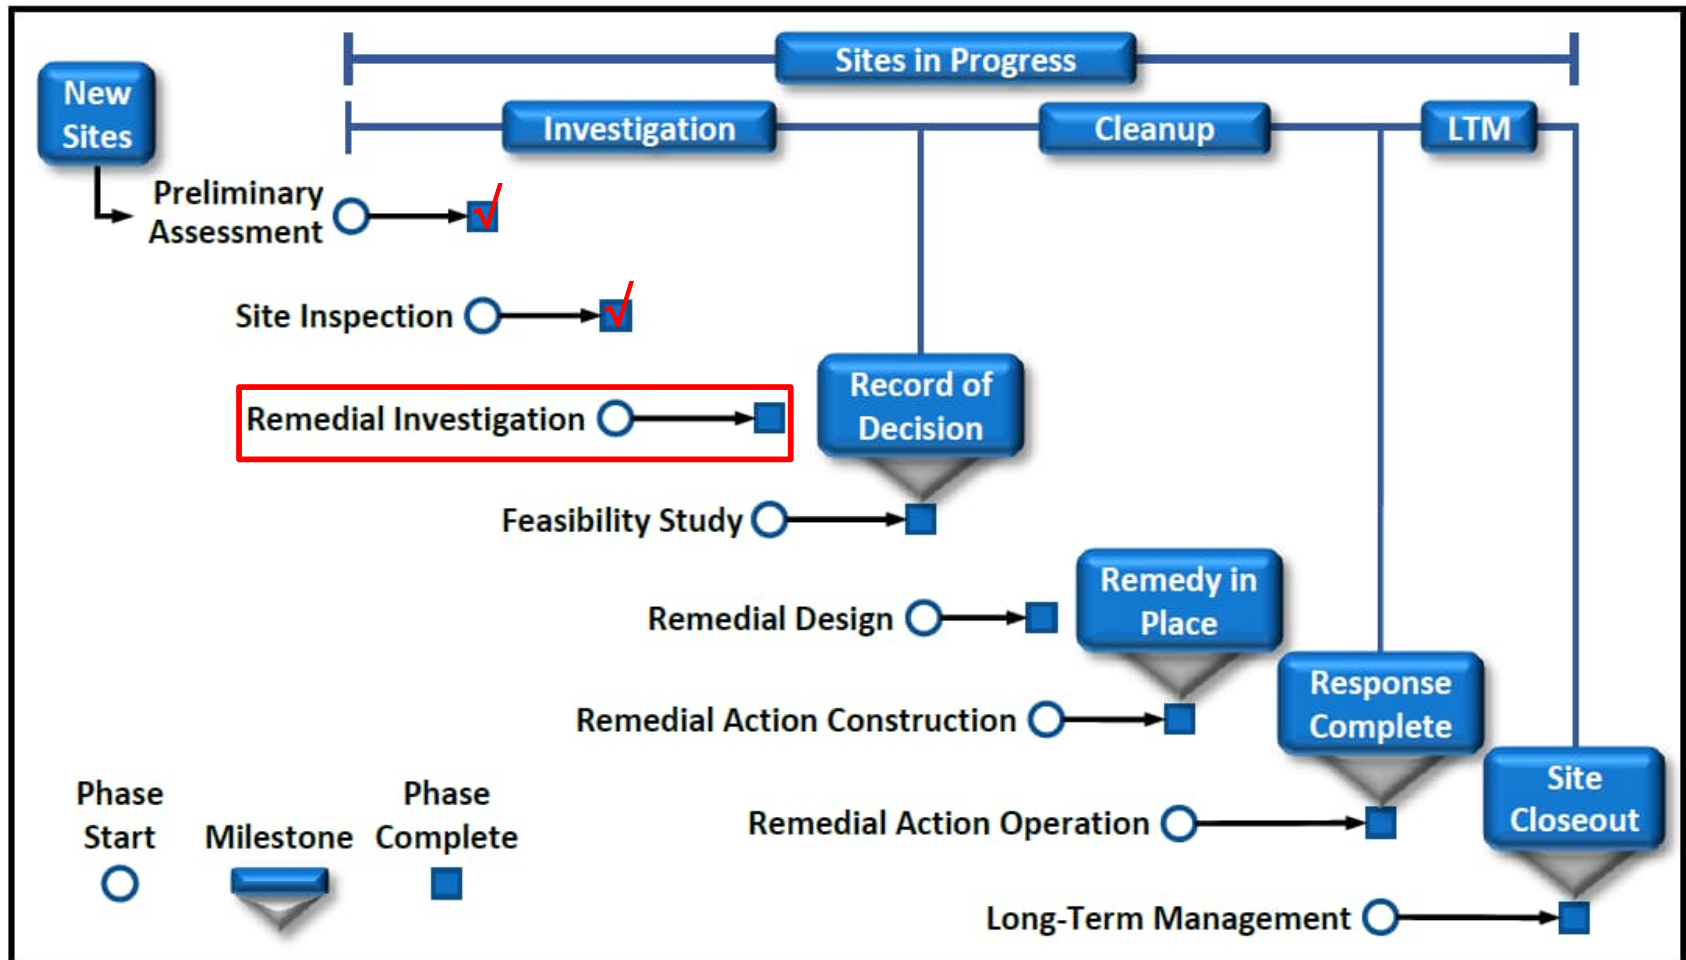 Sites in Progress
New
Sites
Investigation
Cleanup
LTM
Preliminary
Assessment
√
Site Inspection
√
Remedial Investigation
Record of
Decision
Feasibility Study
Remedial Design
Remedy in
Place
Remedial Action Construction
Response
Complete
Remedial Action Operation
Site
Closeout
Long-Term Management
Phase
Start
Milestone
Phase
Complete